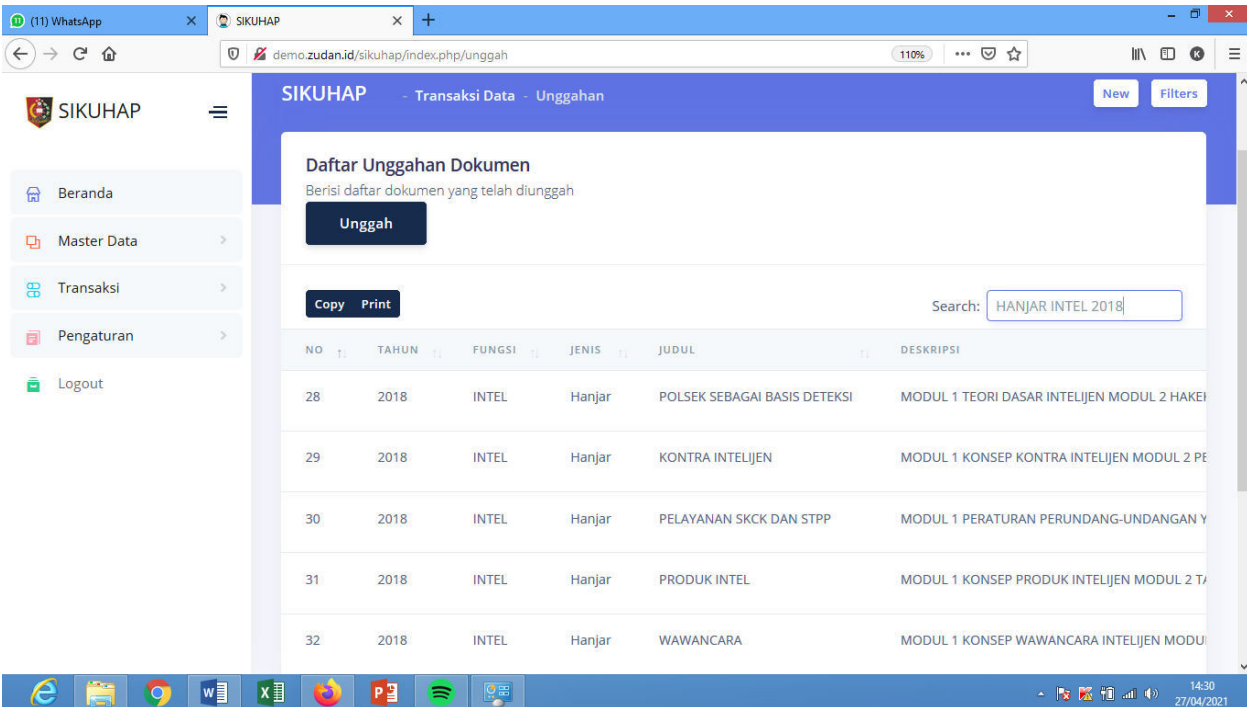 (11) WhatsApp
SIKUHAP
demo.zudan.id/sikuhap/index.php/unggah
110%
K
SIKUHAP
Beranda
Master Data
Transaksi
Pengaturan
Logout
SIKUHAP - Transaksi Data - Unggahan
New Filters
Daftar Unggahan Dokumen
Berisi daftar dokumen yang telah diunggah
Unggah
Copy Print
Search: HANJAR INTEL 2018
NO TAHUN FUNGSI JENIS JUDUL DESKRIPSI
28 2018 INTEL Hanjar POLSEK SEBAGAI BASIS DETEKSI MODUL 1 TEORI DASAR INTELIJEN MODUL 2 HAKE
29 2018 INTEL Hanjar KONTRA INTELIJEN MODUL 1 KONSEP KONTRA INTELIJEN MODUL 2 PE
30 2018 INTEL Hanjar PELAYANAN SKCK DAN STPP MODUL 1 PERATURAN PERUNDANG-UNDANGAN Y
31 2018 INTEL Hanjar PRODUK INTEL MODUL 1 KONSEP PRODUK INTELIJEN MODUL 2 TA
32 2018 INTEL Hanjar WAWANCARA MODUL 1 KONSEP WAWANCARA INTELIJEN MODU
14:30
27/04/2021